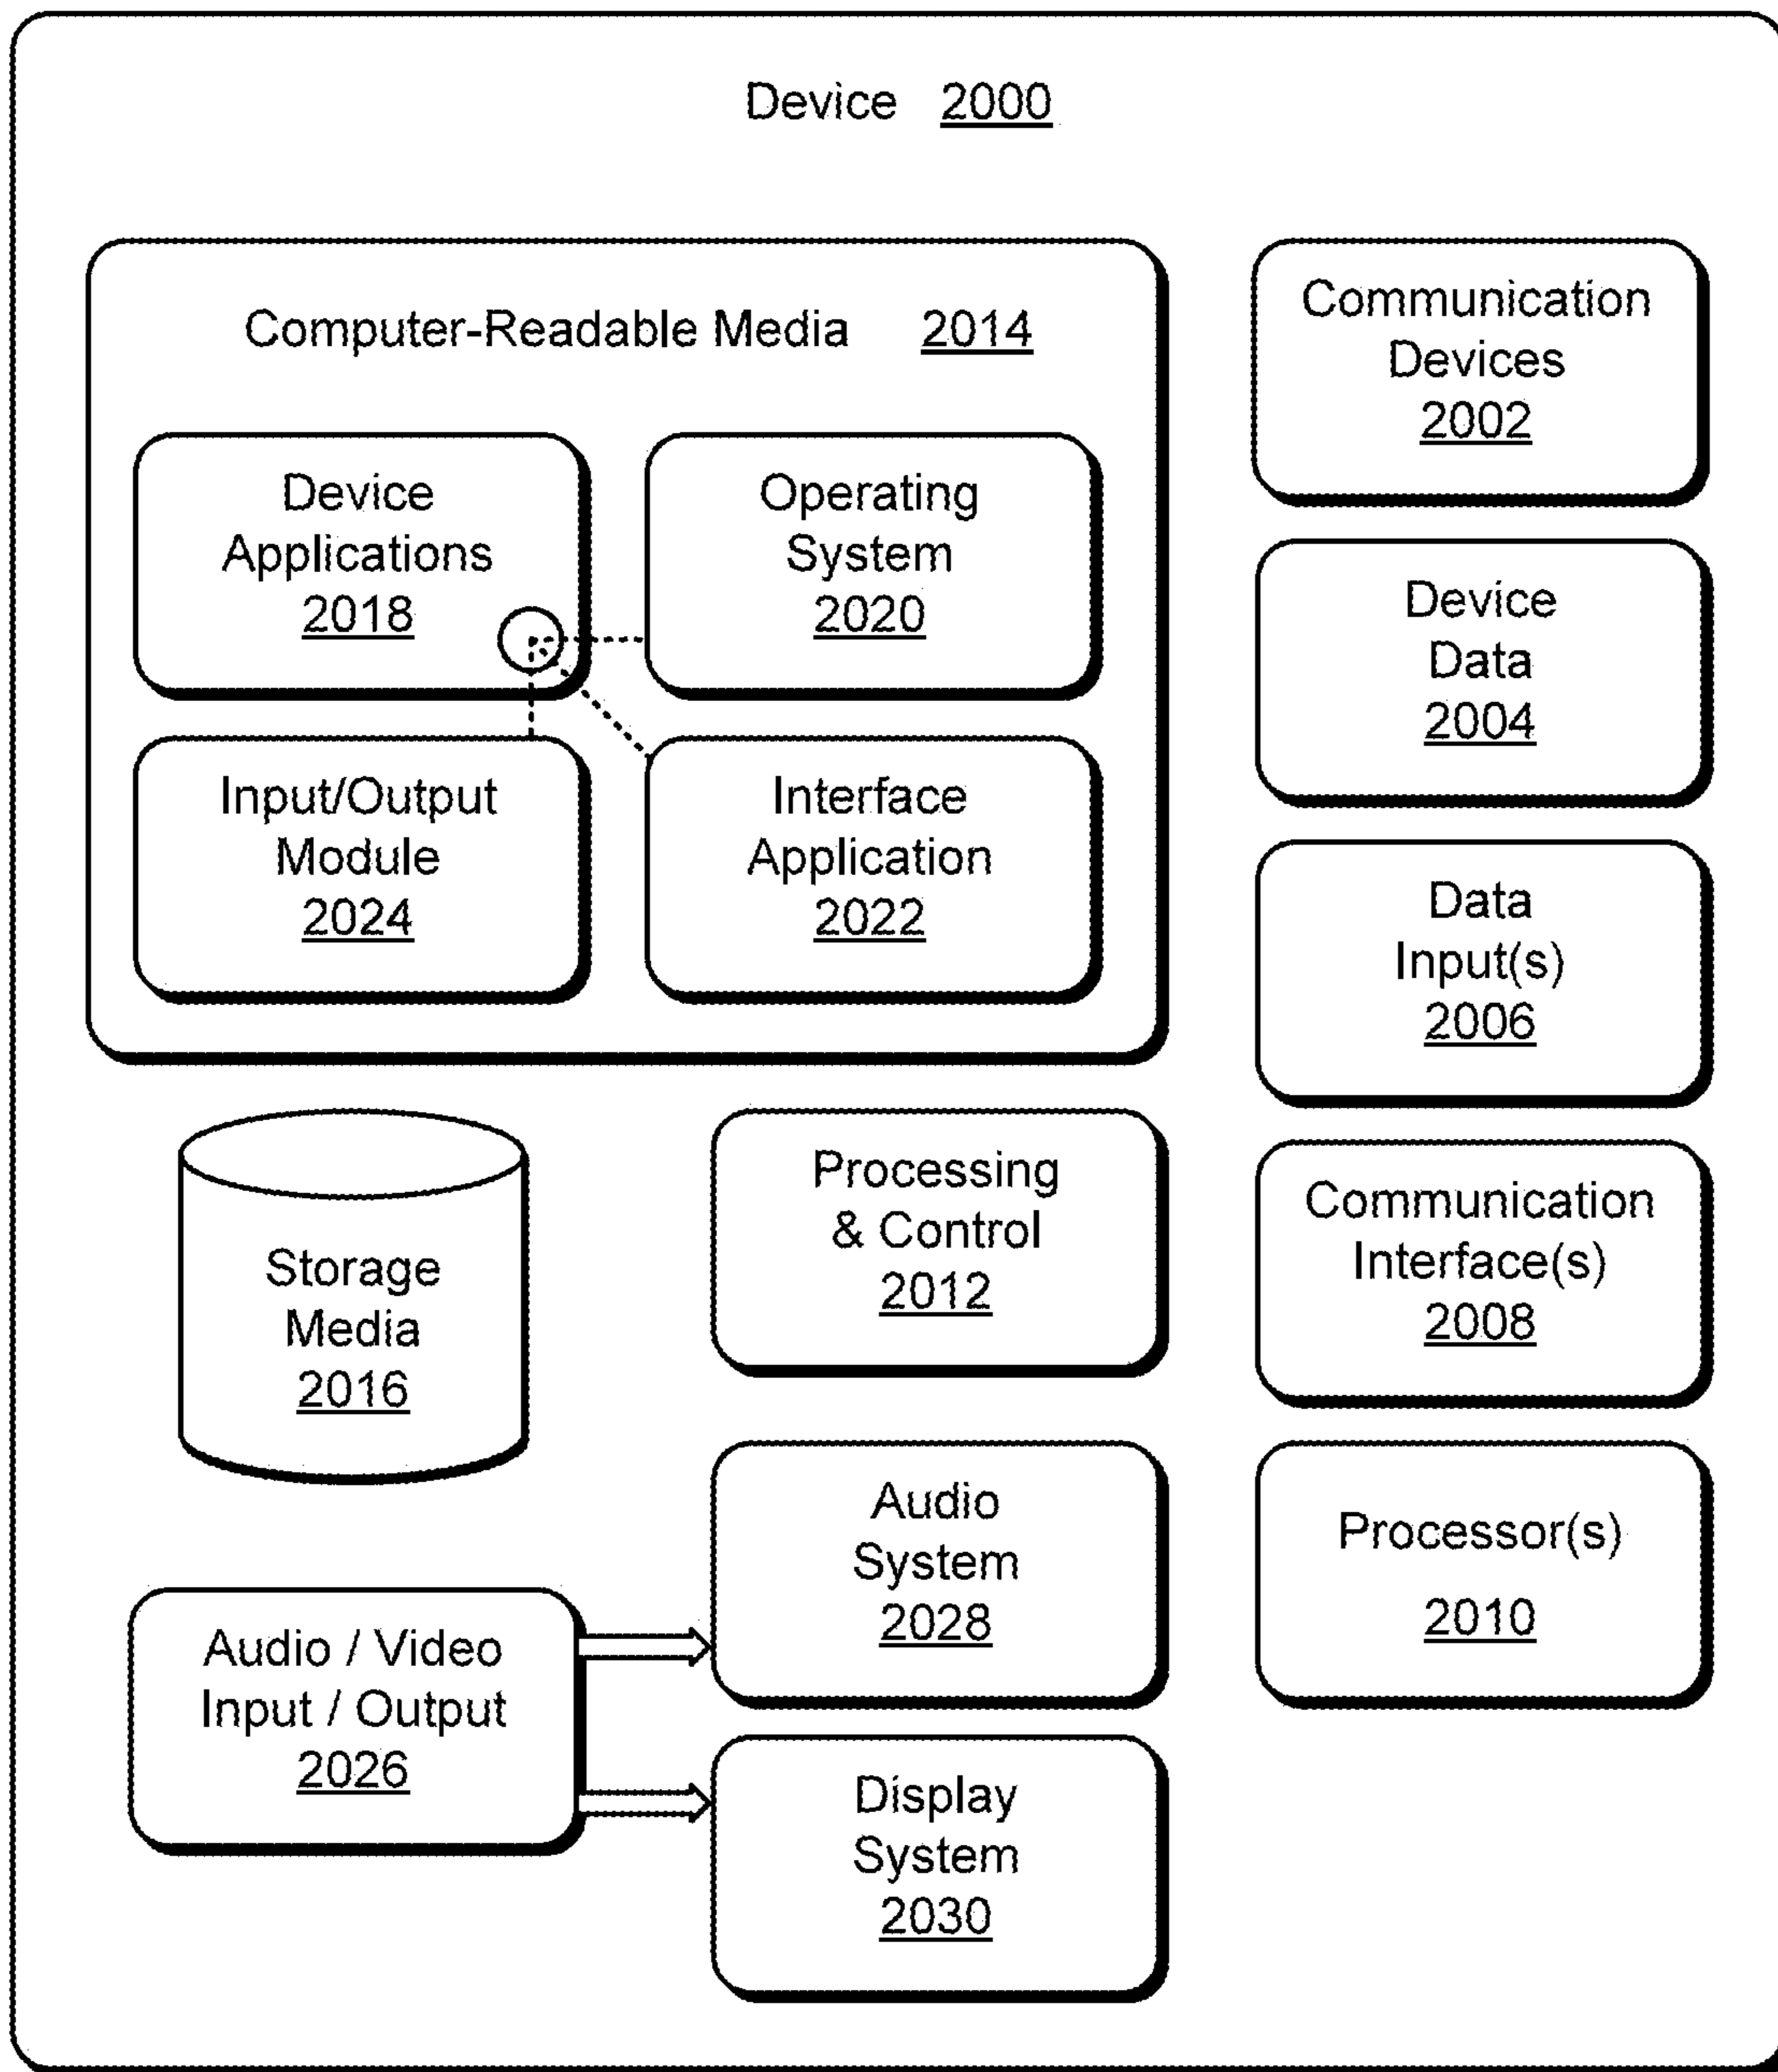 Device 2000
Computer-Readable Media 2014
Device
Applications
2018
Operating
System
2020
Input/Output
Module
2024
Interface
Application
2022
Communication
Devices
2002
Device
Data
2004
Data
Input(s)
2006
Communication
Interface(s)
2008
Processor(s)
2010
Storage
Media
2016
Processing
& Control
2012
Audio / Video
Input / Output
2026
Audio
System
2028
Display
System
2030